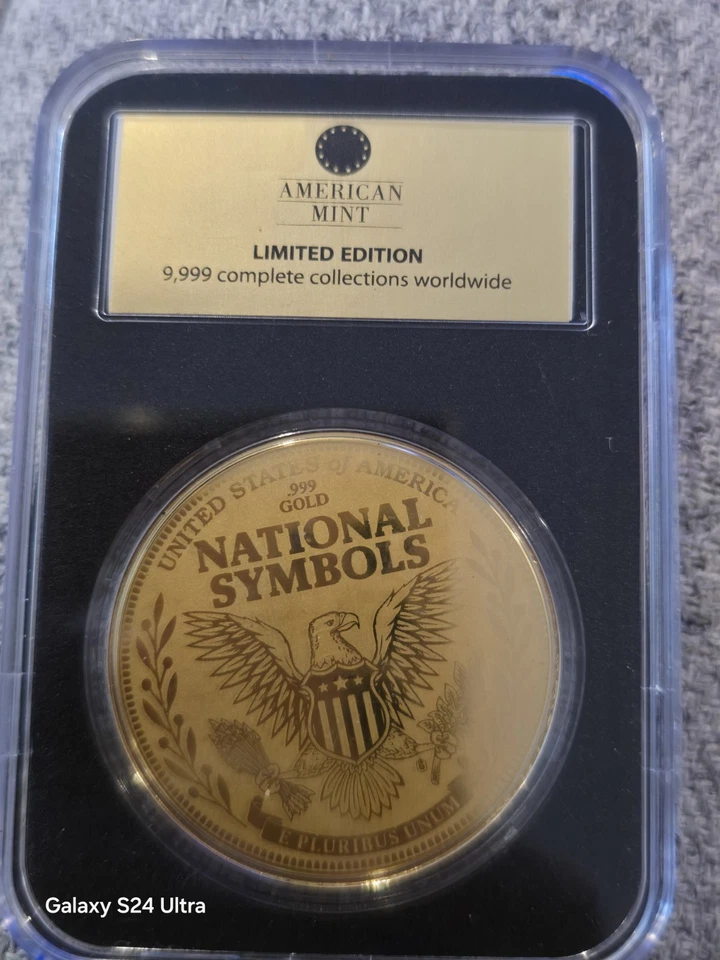 AMERICAN
MINT
LIMITED EDITION
9,999 complete collections worldwide
UNITED STATES of AMERICA
.999
GOLD
NATIONAL
SYMBOLS
E PLURIBUS UNUM
Galaxy S24 Ultra